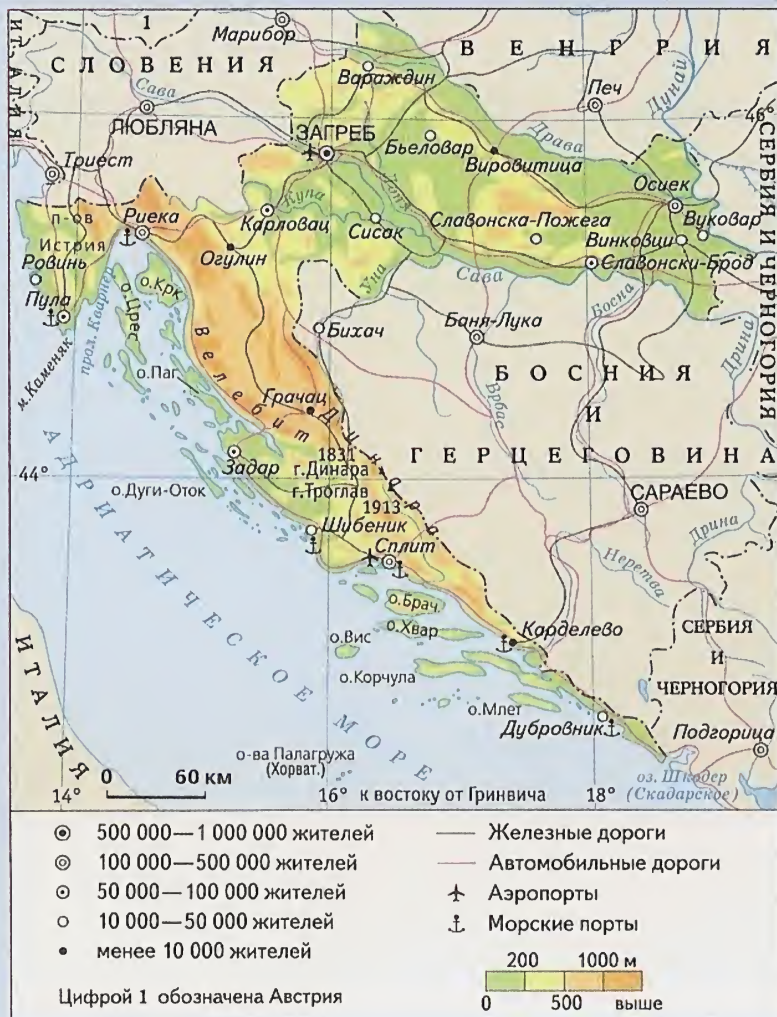 ИТАЛИЯ
1
Марибор
ВЕНГРИЯ
СЛОВЕНИЯ
Вараждин
Печ
Дунай
Сава
46°
ЛЮБЛЯНА
ЗАГРЕБ
Драва
Бьеловар
Вировитица
Триест
СЕРБИЯ И ЧЕРНОГОРИЯ
Осиек
Купа
Лоня
п-ов
Истрия
Риека
Карловац
Сисак
Славонска-Пожега
Вуковар
Винковци
Ровинь
Огулин
Славонски-Брод
Пула
о.Крк
Уна
Сава
Босна
прол.Кварнер
о.Црес
Бихач
Баня-Лука
Дрина
м.Каменяк
Велебит
Врбас
БОСНИЯ
И
ГЕРЦЕГОВИНА
о.Паг
Грачац
Динара
1831
г.Динара
Задар
44°
г.Троглав
1913
о.Дуги-Оток
САРАЕВО
Шибеник
Дрина
АДРИАТИЧЕСКОЕ МОРЕ
Сплит
Неретва
о.Брач
о.Хвар
Карделево
СЕРБИЯ
И
ЧЕРНОГОРИЯ
о.Вис
о.Корчула
ИТАЛИЯ
о.Млет
Дубровник
Подгорица
о-ва Палагружа
(Хорват.)
оз. Шкодер
(Скадарское)
0 60 км
14° 16° к востоку от Гринвича 18°
500 000—1 000 000 жителей
100 000—500 000 жителей
50 000—100 000 жителей
10 000—50 000 жителей
менее 10 000 жителей
Цифрой 1 обозначена Австрия
Железные дороги
Автомобильные дороги
Аэропорты
Морские порты
200 1000 м
0 500 выше